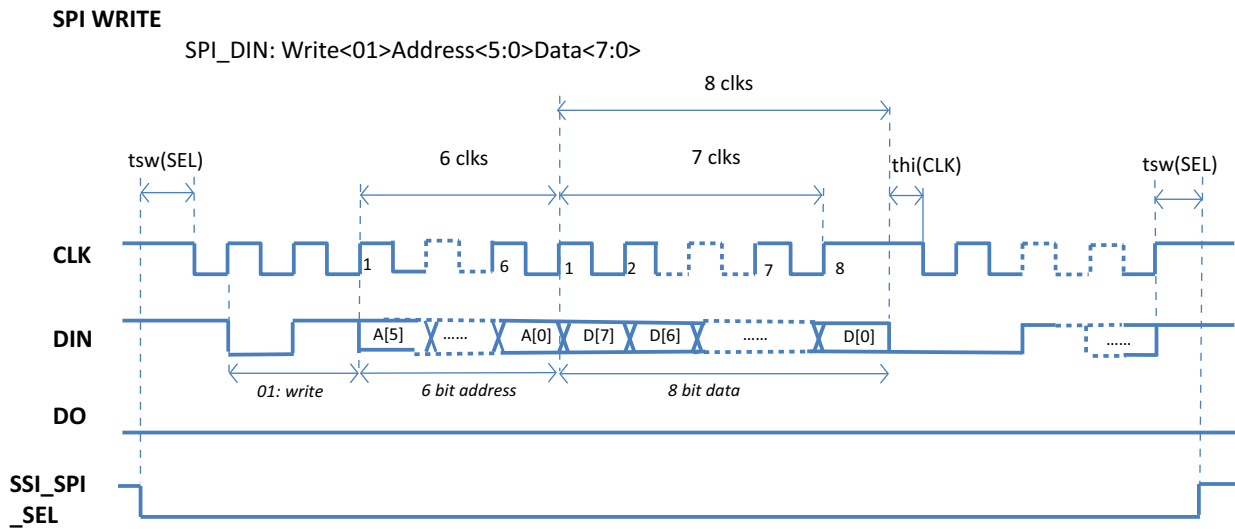 SPI WRITE
SPI_DIN: Write<01>Address<5:0>Data<7:0>
8 clks
tsw(SEL) 6 clks 7 clks thi(CLK) tsw(SEL)
CLK 1 6 1 2 7 8
DIN A[5] ...... A[0] D[7] D[6] ...... D[0] ......
01: write 6 bit address 8 bit data
DO
SSI_SPI
_SEL